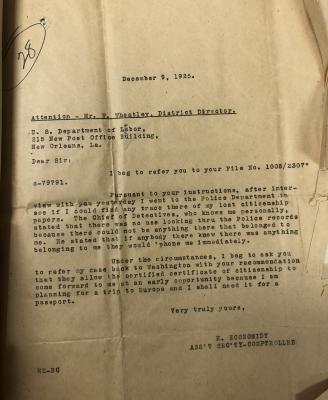 28
December 9, 1925.
Attention - Mr. P. Wheatley, District Director.
U. S. Department of Labor,
215 New Post Office Building,
New Orleans, La.
Dear Sir:
I beg to refer you to your File No. 1005/2307"
S-79791.
Pursuant to your instructions, after inter-
view with you yesterday I went to the Police Department to
see if I could find any trace there of my lost citizenship
papers. The Chief of Detectives, who knows me personally,
stated that there was no use looking thru the Police records
because there could not be anything there that belonged to
me. He stated that if anybody there knew there was anything
belonging to me they would 'phone me immediately.
Under the circumstances, I beg to ask you
to refer my case back to Washington with your recommendation
that they allow the certified certificate of citizenship to
come forward to me at an early opportunity because I am
planning for a trip to Europe and I shall need it for a
passport.
Very truly yours,
E. ECONOMIDY
ASS'T SEC'TY-COMPTROLLER